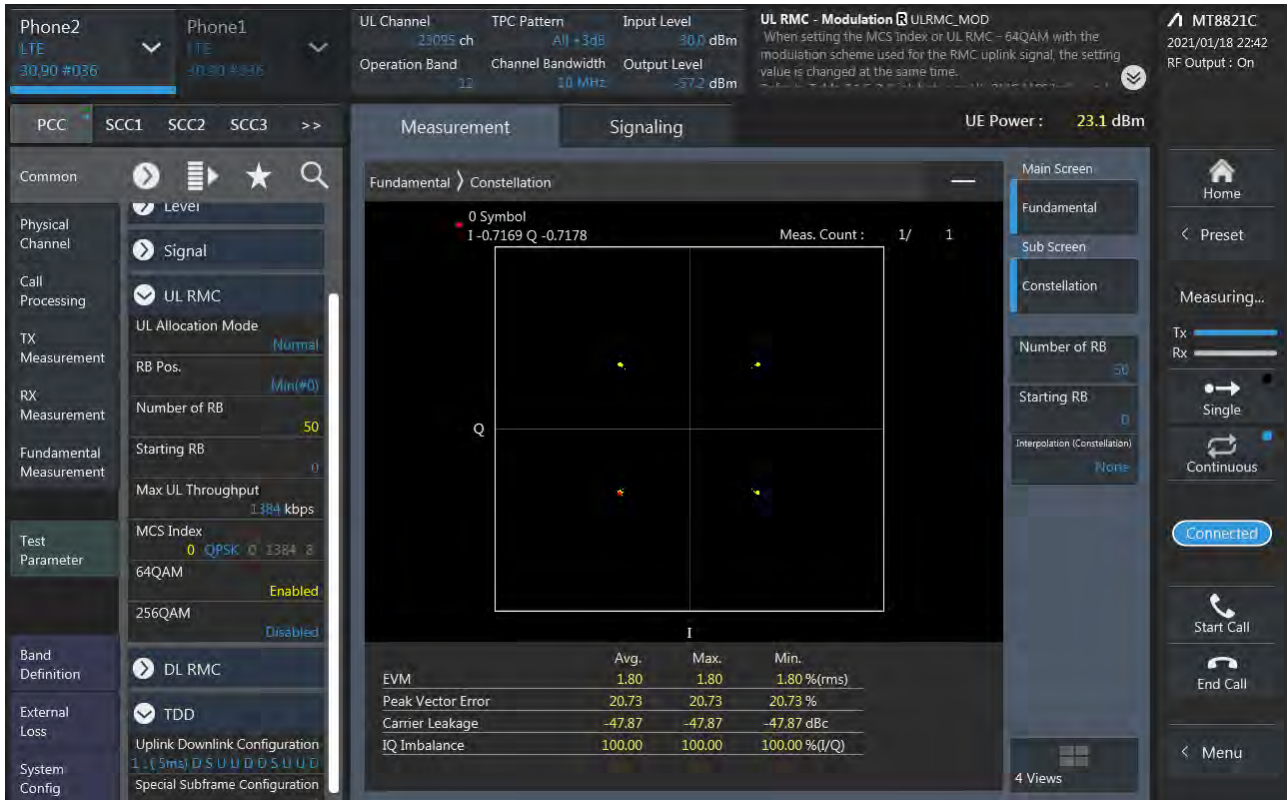 Phone2
LTE
30.90 #036
Phone1
LTE
UL Channel
23095 ch
TPC Pattern
All +3dB
Input Level
30.0 dBm
Operation Band
12
Channel Bandwidth
10 MHz
Output Level
-57.2 dBm
UL RMC - Modulation R ULRMC_MOD
When setting the MCS Index or UL RMC - 64QAM with the
modulation scheme used for the RMC uplink signal, the setting
value is changed at the same time.
MT8821C
2021/01/18 22:42
RF Output : On
PCC SCC1 SCC2 SCC3 >>
Measurement
Signaling
UE Power : 23.1 dBm
Common
Physical
Channel
Call
Processing
TX
Measurement
RX
Measurement
Fundamental
Measurement
Test
Parameter
Band
Definition
External
Loss
System
Config
Level
Signal
UL RMC
UL Allocation Mode
Normal
RB Pos.
Min(#0)
Number of RB
50
Starting RB
0
Max UL Throughput
1384 kbps
MCS Index
0 QPSK 0 1384 8
64QAM
Enabled
256QAM
Disabled
DL RMC
TDD
Uplink Downlink Configuration
1 : ( 5ms) D S U U D D S U U D
Special Subframe Configuration
Fundamental 〉 Constellation
0 Symbol
I -0.7169 Q -0.7178
Meas. Count : 1/ 1
Q
I
Avg. Max. Min.
EVM 1.80 1.80 1.80 %(rms)
Peak Vector Error 20.73 20.73 20.73 %
Carrier Leakage -47.87 -47.87 -47.87 dBc
IQ Imbalance 100.00 100.00 100.00 %(I/Q)
Main Screen
Fundamental
Sub Screen
Constellation
Number of RB
50
Starting RB
0
Interpolation (Constellation)
None
4 Views
Home
< Preset
Measuring...
Tx
Rx
Single
Continuous
Connected
Start Call
End Call
< Menu